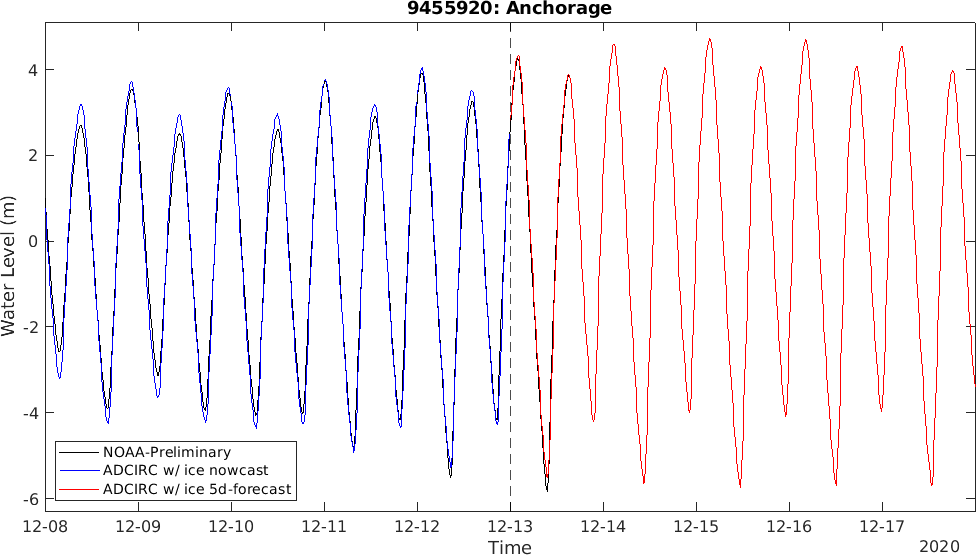 9455920: Anchorage
Water Level (m)
4
2
0
-2
-4
-6
NOAA-Preliminary
ADCIRC w/ ice nowcast
ADCIRC w/ ice 5d-forecast
12-08 12-09 12-10 12-11 12-12 12-13 12-14 12-15 12-16 12-17
Time
2020